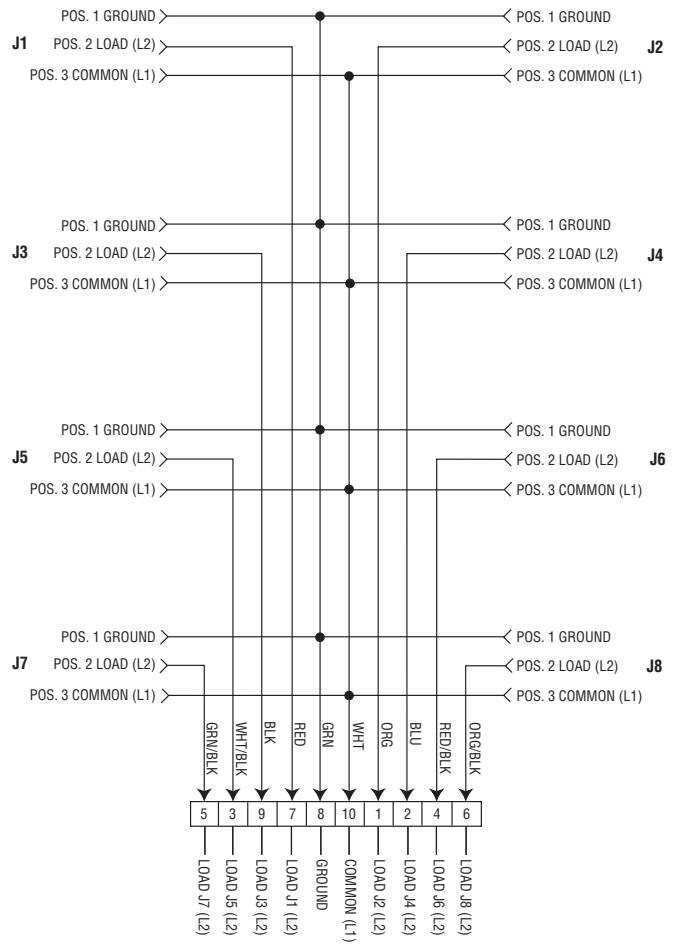 POS. 1 GROUND POS. 1 GROUND
J1 POS. 2 LOAD (L2) POS. 2 LOAD (L2) J2
POS. 3 COMMON (L1) POS. 3 COMMON (L1)
POS. 1 GROUND POS. 1 GROUND
J3 POS. 2 LOAD (L2) POS. 2 LOAD (L2) J4
POS. 3 COMMON (L1) POS. 3 COMMON (L1)
POS. 1 GROUND POS. 1 GROUND
J5 POS. 2 LOAD (L2) POS. 2 LOAD (L2) J6
POS. 3 COMMON (L1) POS. 3 COMMON (L1)
POS. 1 GROUND POS. 1 GROUND
J7 POS. 2 LOAD (L2) POS. 2 LOAD (L2) J8
POS. 3 COMMON (L1) POS. 3 COMMON (L1)
GRN/BLK
WHT/BLK
BLK
RED
GRN
WHT
ORG
BLU
RED/BLK
ORG/BLK
5 3 9 7 8 10 1 2 4 6
LOAD J7 (L2)
LOAD J5 (L2)
LOAD J3 (L2)
LOAD J1 (L2)
GROUND
COMMON (L1)
LOAD J2 (L2)
LOAD J4 (L2)
LOAD J6 (L2)
LOAD J8 (L2)